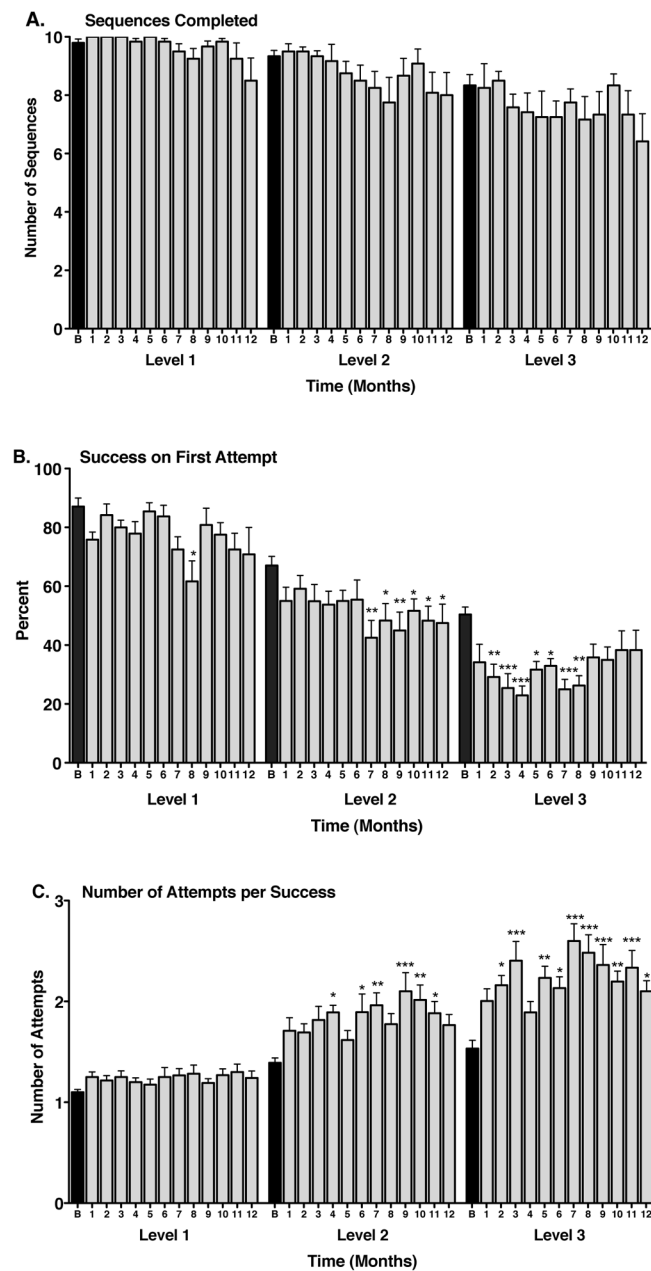 A. Sequences Completed
10
8
6
4
2
0
Number of Sequences
B 1 2 3 4 5 6 7 8 9 10 11 12 B 1 2 3 4 5 6 7 8 9 10 11 12 B 1 2 3 4 5 6 7 8 9 10 11 12
Level 1 Level 2 Level 3
Time (Months)
B. Success on First Attempt
100
80
60
40
20
0
Percent
* ** * ** * * * ** *** *** * * *** **
B 1 2 3 4 5 6 7 8 9 10 11 12 B 1 2 3 4 5 6 7 8 9 10 11 12 B 1 2 3 4 5 6 7 8 9 10 11 12
Level 1 Level 2 Level 3
Time (Months)
C. Number of Attempts per Success
3
2
1
0
Number of Attempts
* * ** *** ** * * *** ** * *** *** *** ** *** *
B 1 2 3 4 5 6 7 8 9 10 11 12 B 1 2 3 4 5 6 7 8 9 10 11 12 B 1 2 3 4 5 6 7 8 9 10 11 12
Level 1 Level 2 Level 3
Time (Months)